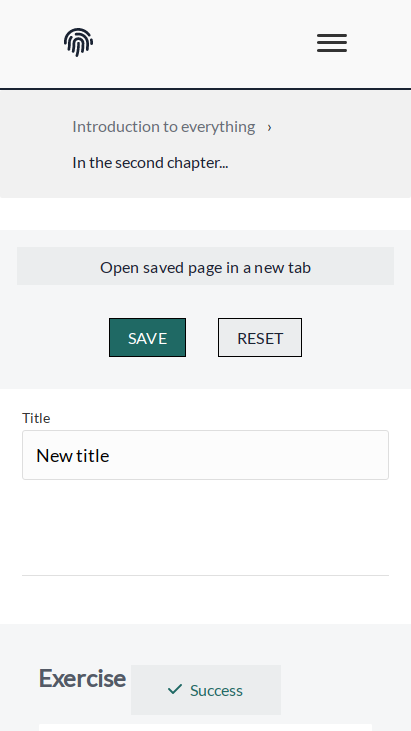 Introduction to everything ›
In the second chapter...
Open saved page in a new tab
SAVE RESET
Title
New title
Exercise
Success